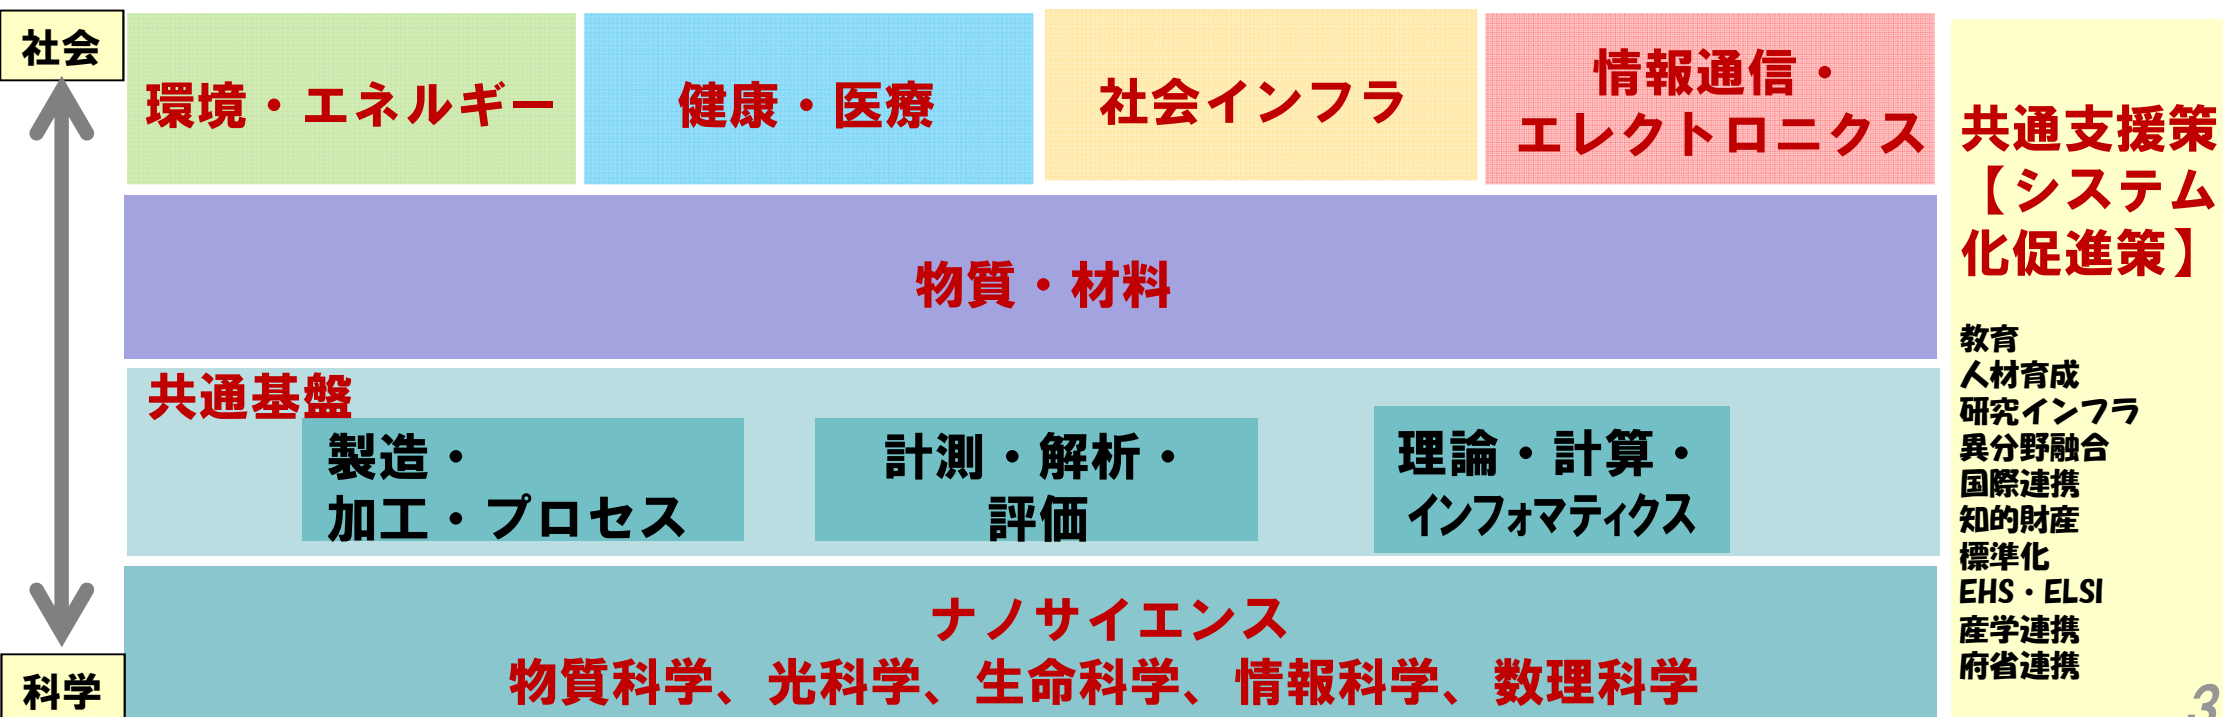 社会
環境・エネルギー
健康・医療
社会インフラ
情報通信・
エレクトロニクス
物質・材料
共通基盤
製造・
加工・プロセス
計測・解析・
評価
理論・計算・
インフォマティクス
ナノサイエンス
物質科学、光科学、生命科学、情報科学、数理科学
科学
共通支援策
【システム
化促進策】
教育
人材育成
研究インフラ
異分野融合
国際連携
知的財産
標準化
EHS・ELSI
産学連携
府省連携
3